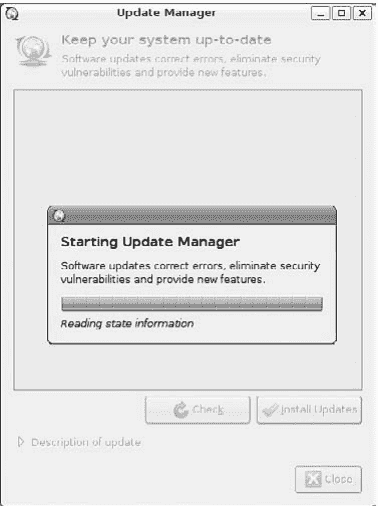 Update Manager
Keep your system up-to-date
Software updates correct errors, eliminate security
vulnerabilities and provide new features.
Starting Update Manager
Software updates correct errors, eliminate security
vulnerabilities and provide new features.
Reading state information
Check
Install Updates
Description of update
Close